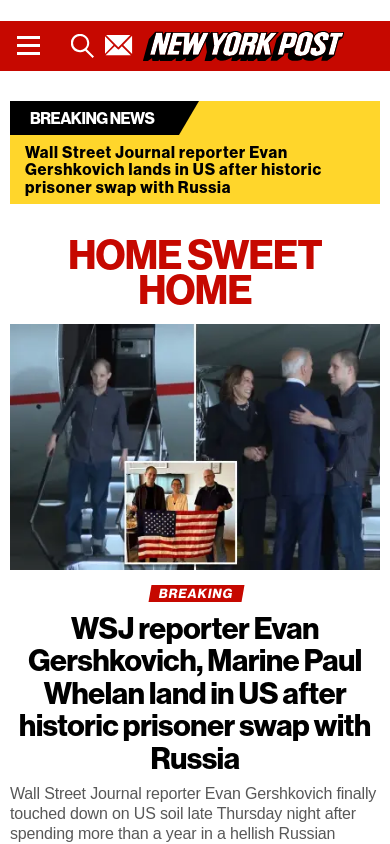 NEW YORK POST
BREAKING NEWS
Wall Street Journal reporter Evan
Gershkovich lands in US after historic
prisoner swap with Russia
HOME SWEET
HOME
BREAKING
WSJ reporter Evan
Gershkovich, Marine Paul
Whelan land in US after
historic prisoner swap with
Russia
Wall Street Journal reporter Evan Gershkovich finally
touched down on US soil late Thursday night after
spending more than a year in a hellish Russian